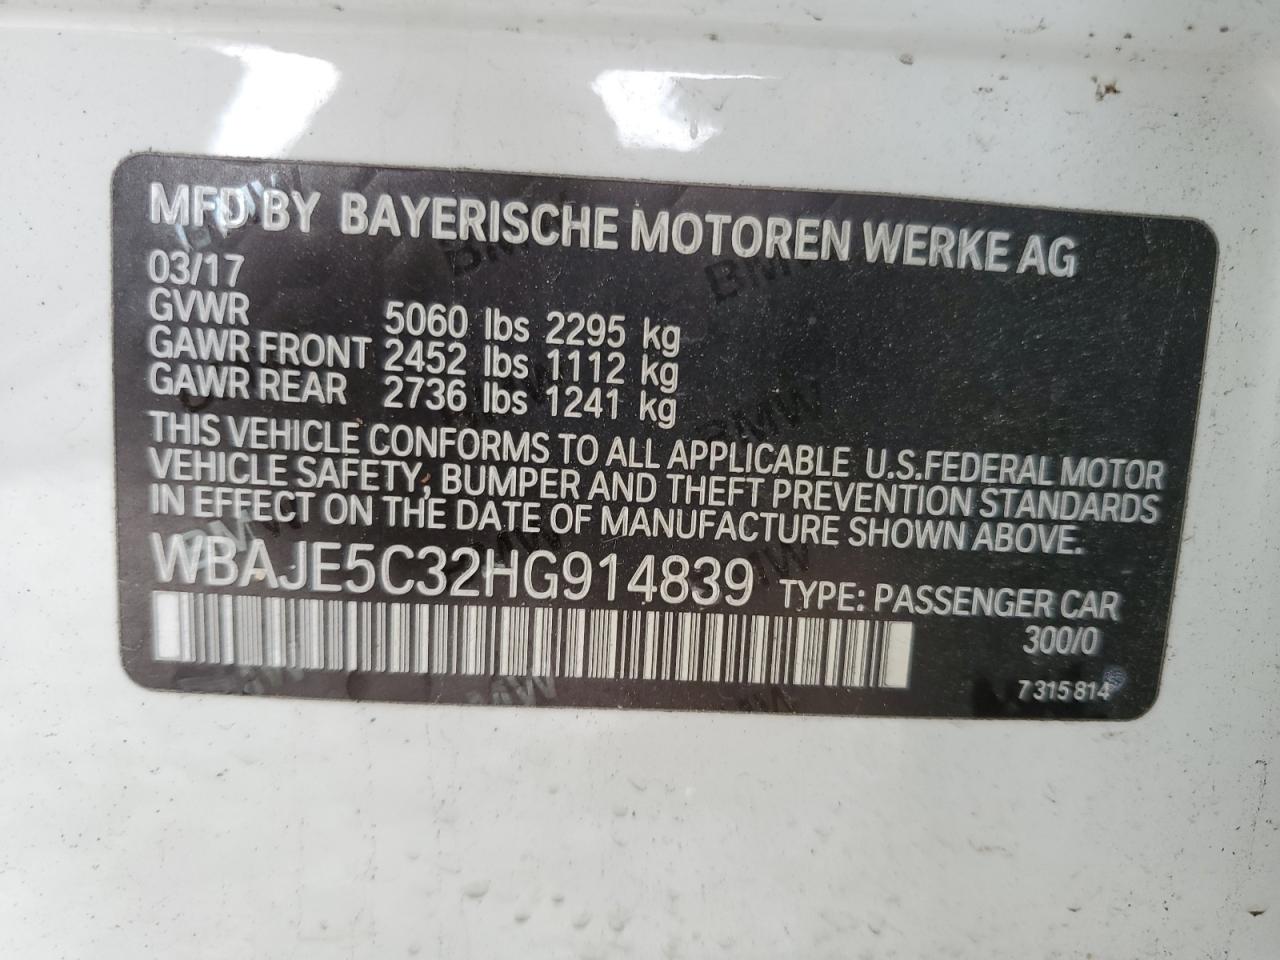 MFD BY BAYERISCHE MOTOREN WERKE AG
03/17
GVWR 5060 lbs 2295 kg
GAWR FRONT 2452 lbs 1112 kg
GAWR REAR 2736 lbs 1241 kg
THIS VEHICLE CONFORMS TO ALL APPLICABLE U.S.FEDERAL MOTOR
VEHICLE SAFETY, BUMPER AND THEFT PREVENTION STANDARDS
IN EFFECT ON THE DATE OF MANUFACTURE SHOWN ABOVE.
WBAJE5C32HG914839 TYPE: PASSENGER CAR
300/0
7 315 814